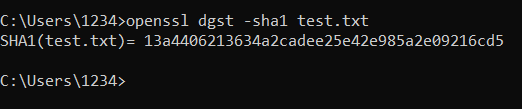 C:\Users\1234>openssl dgst -sha1 test.txt
SHA1(test.txt)= 13a4406213634a2cadee25e42e985a2e09216cd5
C:\Users\1234>